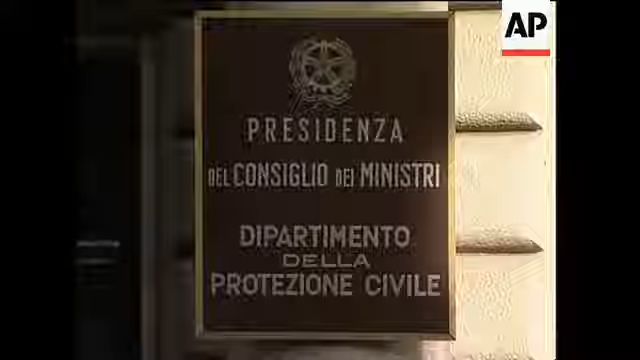 AP
PRESIDENZA
DEL CONSIGLIO DEI MINISTRI
DIPARTIMENTO
DELLA
PROTEZIONE CIVILE